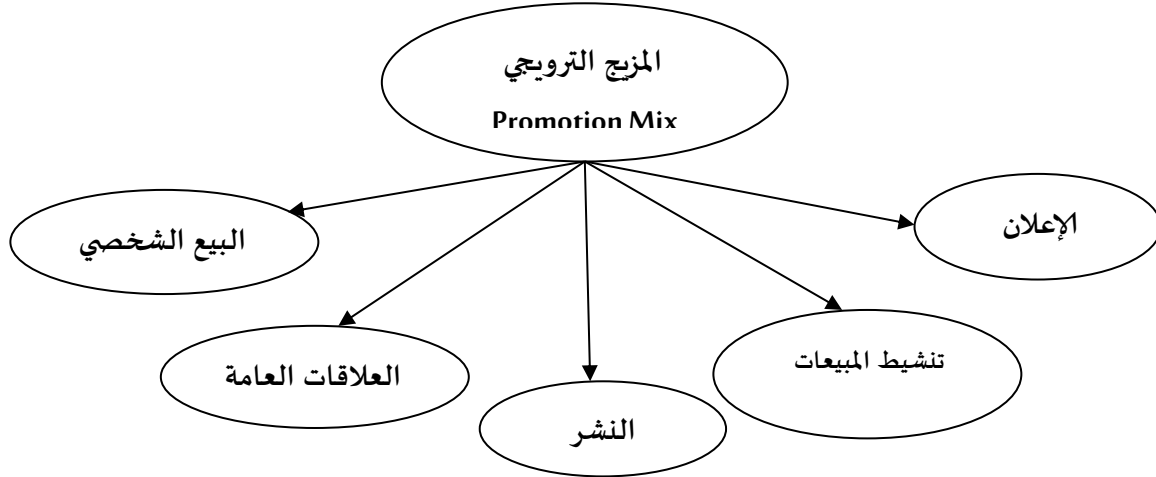 المزيج الترويجي
Promotion Mix
الإعلان
البيع الشخصي
تنشيط المبيعات
العلاقات العامة
النشر